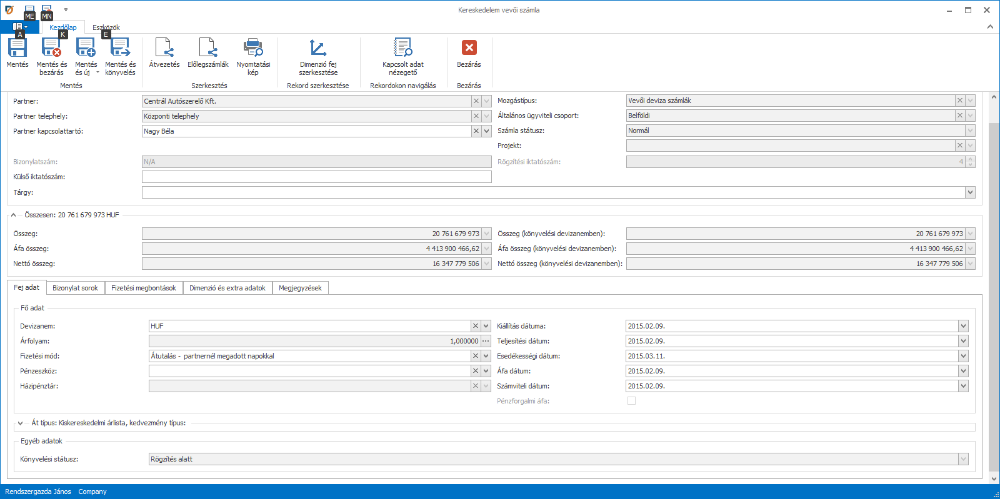 Kereskedelem vevői számla
ME MN
Kezdőlap Eszközök
A K E
Mentés
Mentés és bezárás
Mentés és új
Mentés és könyvelés
Átvezetés
Előlegszámlák
Nyomtatási kép
Dimenzió fej szerkesztése
Kapcsolt adat nézegető
Bezárás
Mentés Szerkesztés Rekord szerkesztése Rekordokon navigálás Bezárás
Partner: Centrál Autószerelő Kft. Mozgástípus: Vevői deviza számlák
Partner telephely: Központi telephely Általános ügyviteli csoport: Belföldi
Partner kapcsolattartó: Nagy Béla Számla státusz: Normál
Projekt:
Bizonylatszám: N/A Rögzítési iktatószám: 4
Külső iktatószám:
Tárgy:
Összesen: 20 761 679 973 HUF
Összeg: 20 761 679 973 Összeg (könyvelési devizanemben): 20 761 679 973
Áfa összeg: 4 413 900 466,62 Áfa összeg (könyvelési devizanemben): 4 413 900 466,62
Nettó összeg: 16 347 779 506 Nettó összeg (könyvelési devizanemben): 16 347 779 506
Fej adat Bizonylat sorok Fizetési megbontások Dimenzió és extra adatok Megjegyzések
Fő adat
Devizanem: HUF Kiállítás dátuma: 2015.02.09.
Árfolyam: 1,000000 Teljesítési dátum: 2015.02.09.
Fizetési mód: Átutalás - partnernél megadott napokkal Esedékességi dátum: 2015.03.11.
Pénzeszköz: Áfa dátum: 2015.02.09.
Házipénztár: Számviteli dátum: 2015.02.09.
Pénzforgalmi áfa:
Át típus: Kiskereskedelmi árlista, kedvezmény típus:
Egyéb adatok
Könyvelési státusz: Rögzítés alatt
Rendszergazda János Company